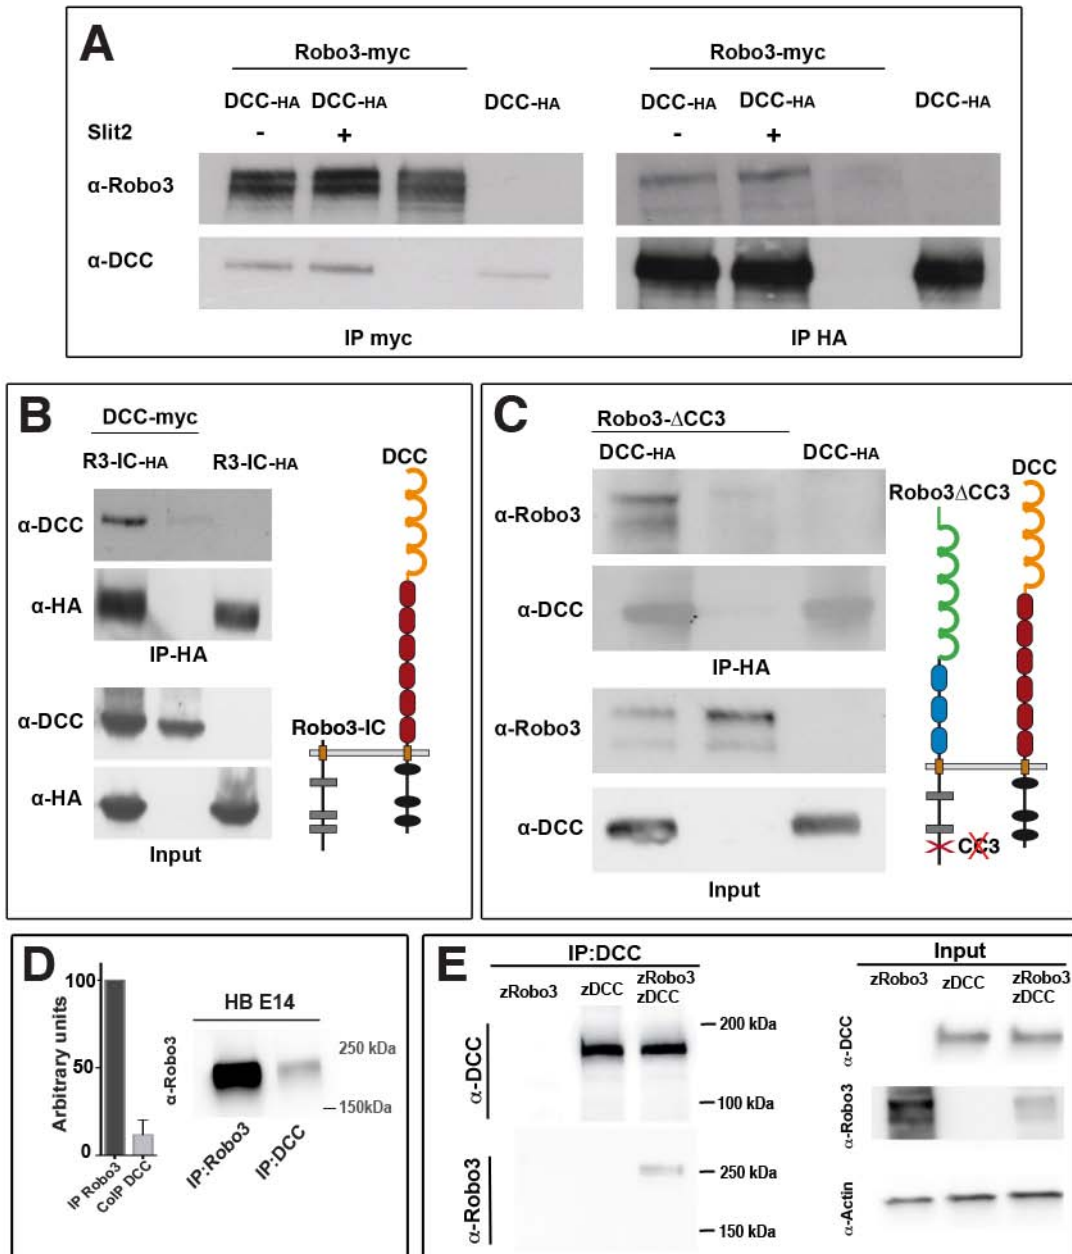 A
Robo3-myc
Robo3-myc
DCC-HA DCC-HA DCC-HA
DCC-HA DCC-HA DCC-HA
Slit2 - +
- +
α-Robo3
α-DCC
IP myc
IP HA
B
DCC-myc
R3-IC-HA R3-IC-HA
DCC
α-DCC
α-HA
IP-HA
α-DCC
Robo3-IC
α-HA
Input
C
Robo3-ΔCC3
DCC-HA DCC-HA
DCC
Robo3ΔCC3
α-Robo3
α-DCC
IP-HA
α-Robo3
α-DCC
CC3
Input
D
Arbitrary units
100
50
0
IP Robo3
CoIP DCC
HB E14
α-Robo3
250 kDa
150kDa
IP:Robo3
IP:DCC
E
IP:DCC
zRobo3 zDCC zRobo3
zDCC
α-DCC
200 kDa
100 kDa
α-Robo3
250 kDa
150 kDa
Input
zRobo3 zDCC zRobo3
zDCC
α-DCC
α-Robo3
α-Actin